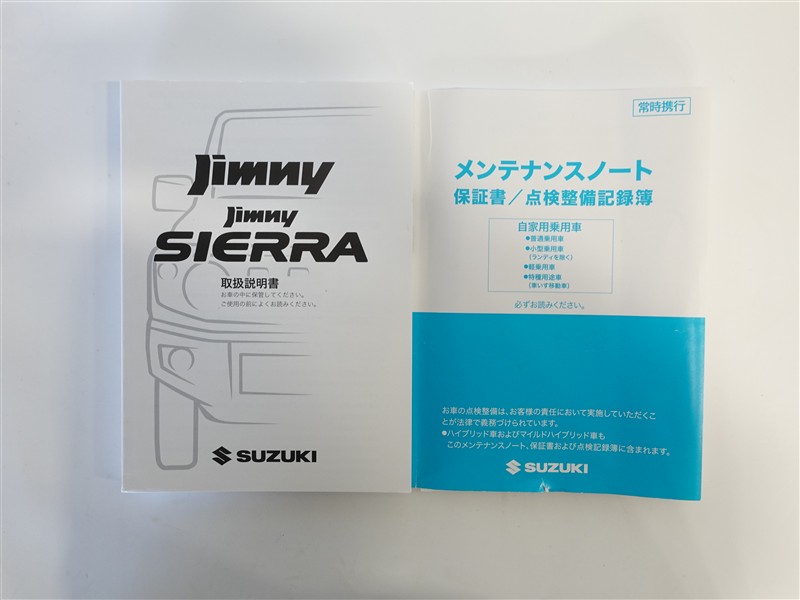 Jimny
Jimny
SIERRA
取扱説明書
お車の中に保管してください。
ご使用の前によくお読みください。
SUZUKI
常時携行
メンテナンスノート
保証書/点検整備記録簿
自家用乗用車
●普通乗用車
●小型乗用車
(ランディを除く)
●軽乗用車
●特種用途車
(車いす移動車)
必ずお読みください。
お車の点検整備は、お客様の責任において実施していただくこ
とが法律で義務づけられています。
●ハイブリッド車およびマイルドハイブリッド車も
このメンテナンスノート、保証書および点検記録簿に含まれます。
SUZUKI